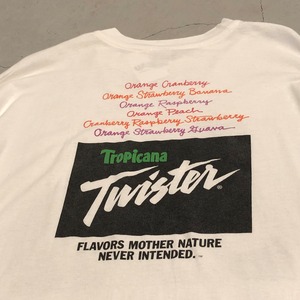 Orange Cranberry
Orange Strawberry Banana
Orange Raspberry
Orange Peach
Cranberry Raspberry Strawberry
Orange Strawberry Guava
Tropicana
Twister®
FLAVORS MOTHER NATURE
NEVER INTENDED.™